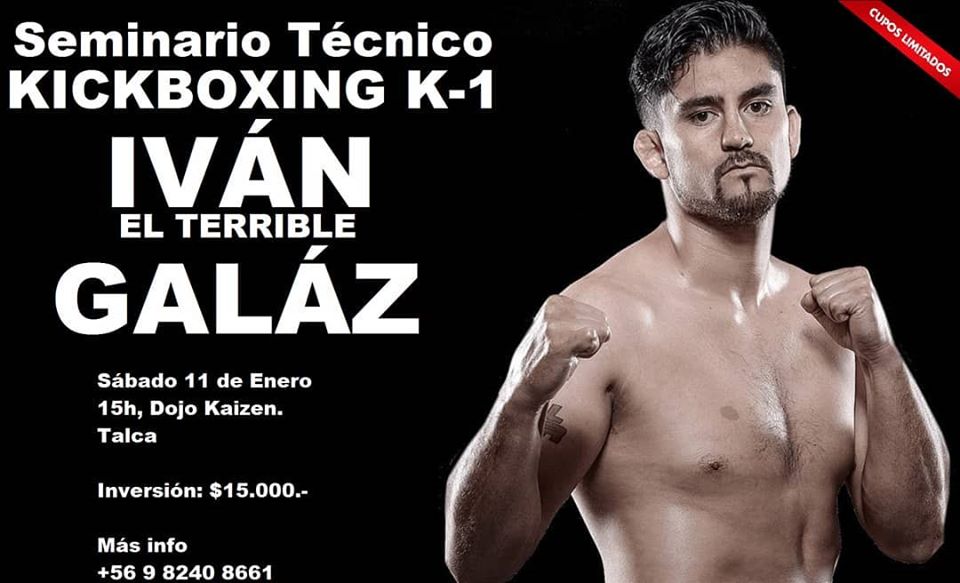 Seminario Técnico
KICKBOXING K-1
IVÁN
EL TERRIBLE
GALÁZ
CUPOS LIMITADOS
Sábado 11 de Enero
15h, Dojo Kaizen.
Talca
Inversión: $15.000.-
Más info
+56 9 8240 8661